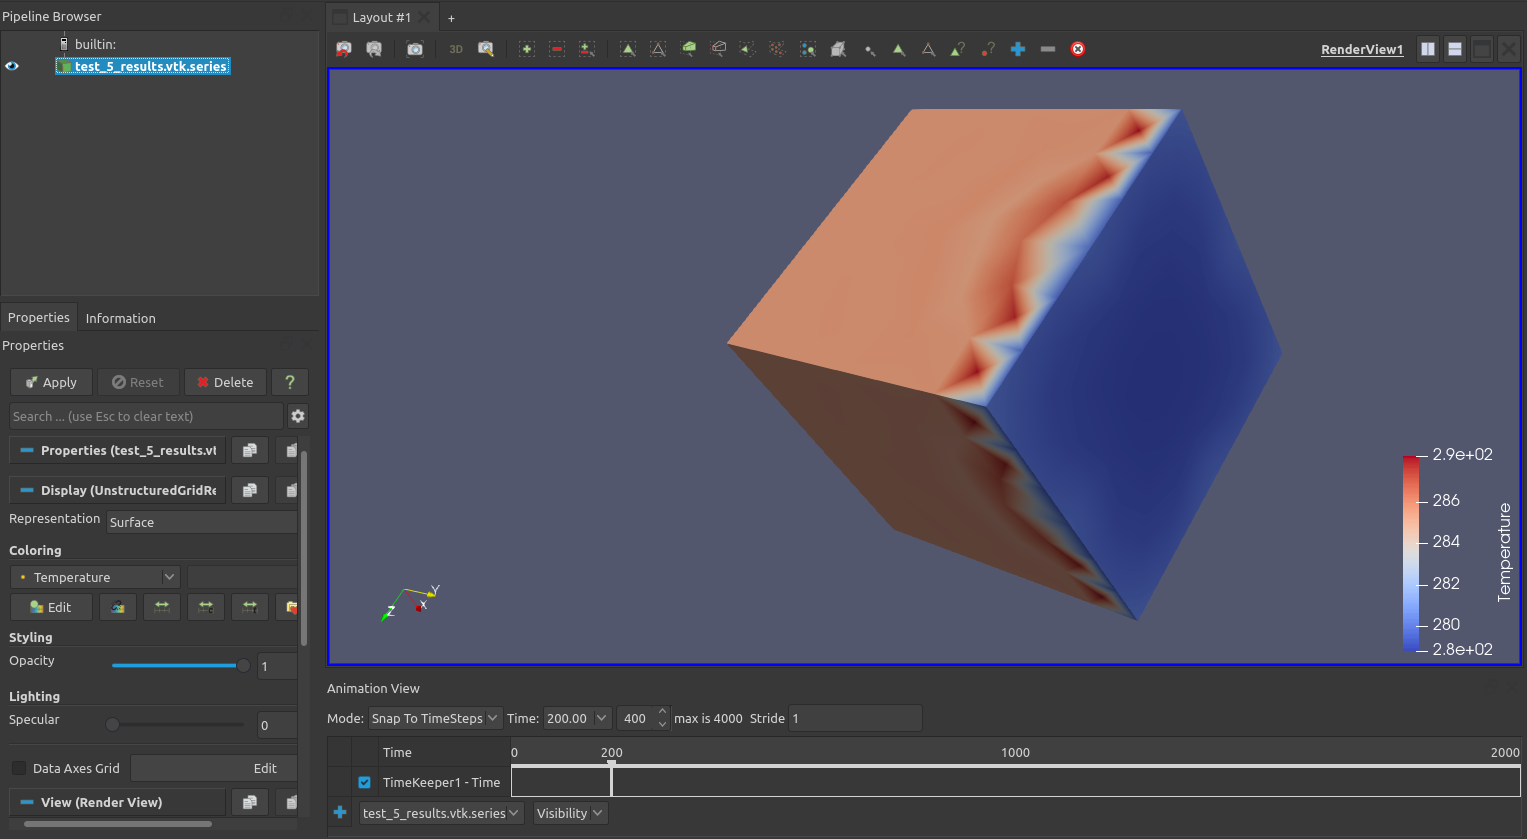 Pipeline Browser
builtin:
test_5_results.vtk.series
Properties Information
Properties
Apply Reset Delete ?
Search ... (use Esc to clear text)
Properties (test_5_results.vt
Display (UnstructuredGridRe
Representation Surface
Coloring
Temperature
Edit
Styling
Opacity 1
Lighting
Specular 0
Data Axes Grid Edit
View (Render View)
Layout #1 +
3D RenderView1
Y
X
Z
2.9e+02
286
284
282
280
2.8e+02
Temperature
Animation View
Mode: Snap To TimeSteps Time: 200.00 400 max is 4000 Stride 1
Time 0 200 1000 2000
TimeKeeper1 - Time
test_5_results.vtk.series Visibility